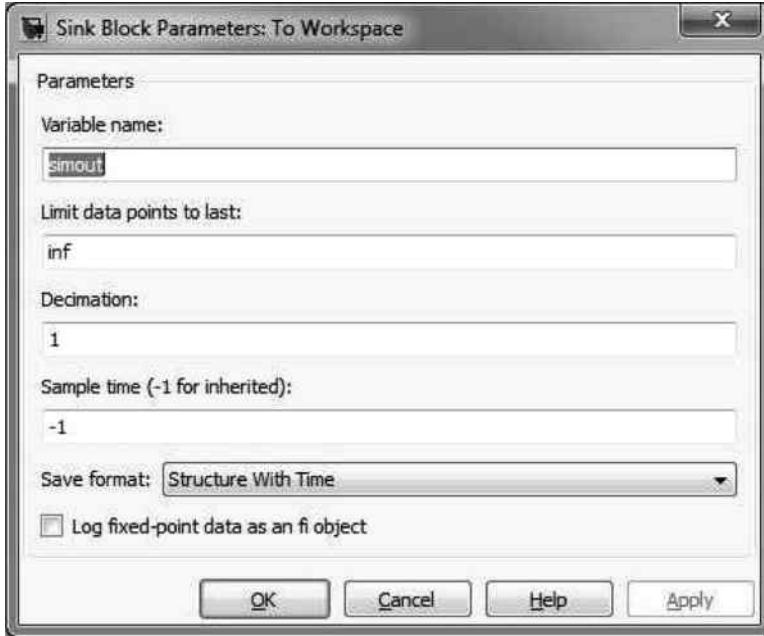 Sink Block Parameters: To Workspace
Parameters
Variable name:
simout
Limit data points to last:
inf
Decimation:
1
Sample time (-1 for inherited):
-1
Save format: Structure With Time
Log fixed-point data as an fi object
OK Cancel Help Apply